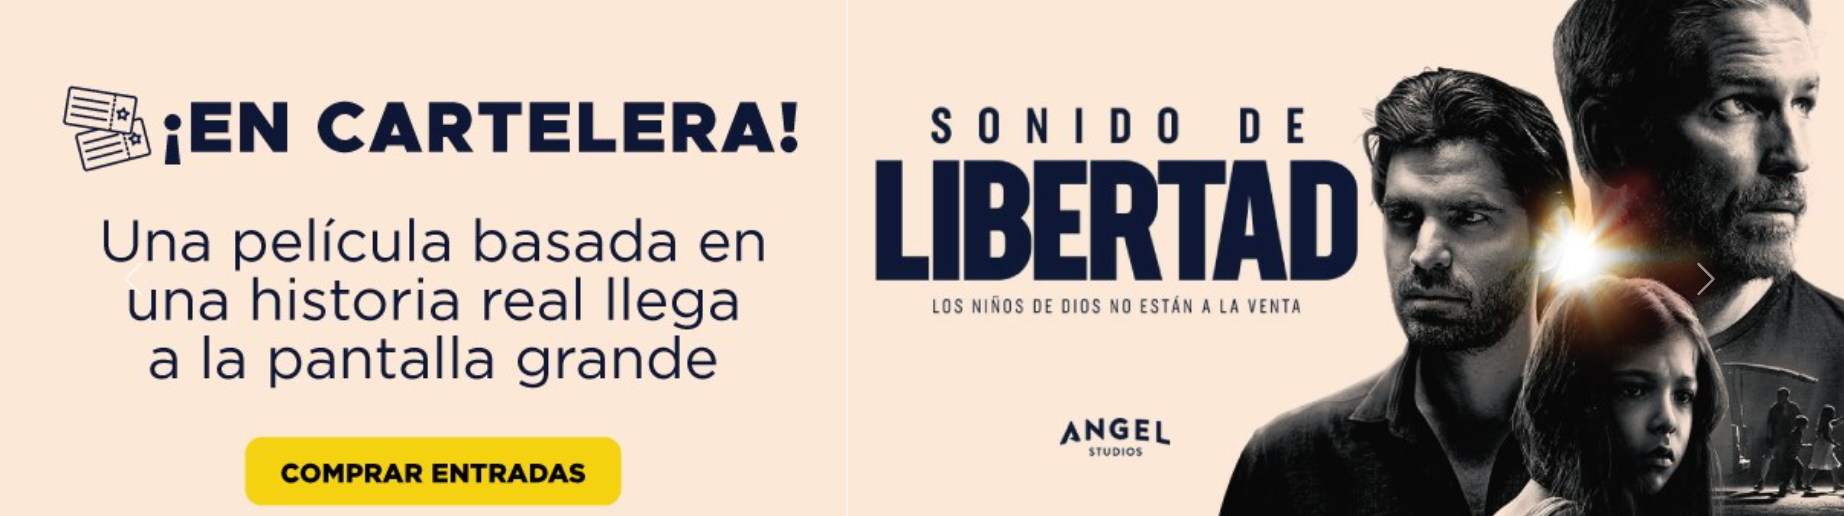 ¡EN CARTELERA!
Una película basada en
una historia real llega
a la pantalla grande
COMPRAR ENTRADAS
SONIDO DE
LIBERTAD
LOS NIÑOS DE DIOS NO ESTÁN A LA VENTA
ANGEL
STUDIOS